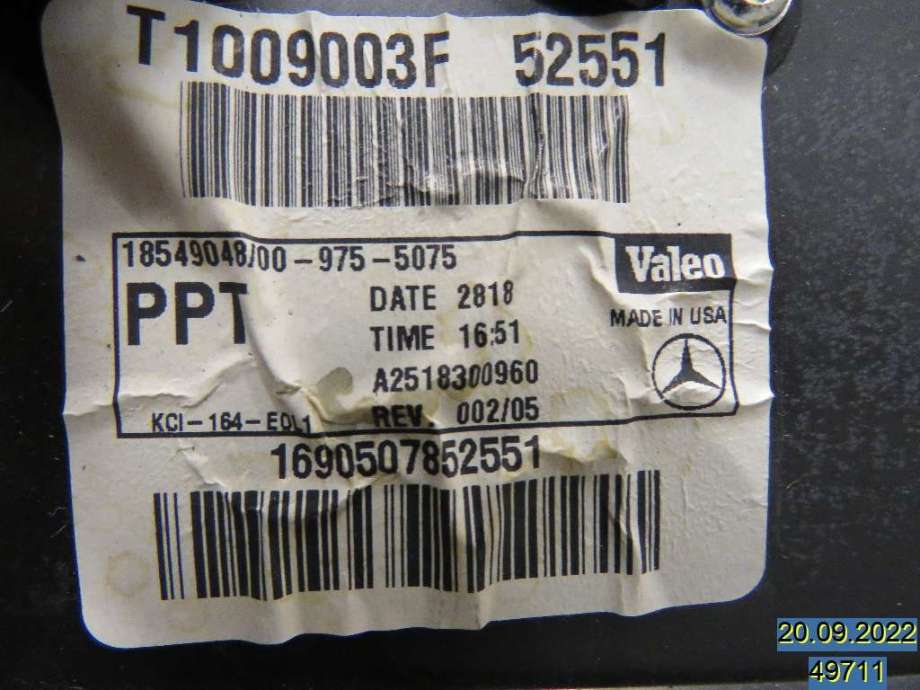 T1009003F 52551
18549048/00-975-5075
Valeo
PPT
DATE 2818
MADE IN USA
TIME 16:51
A2518300960
KCI-164-EOL1
REV. 002/05
1690507852551
20.09.2022
49711